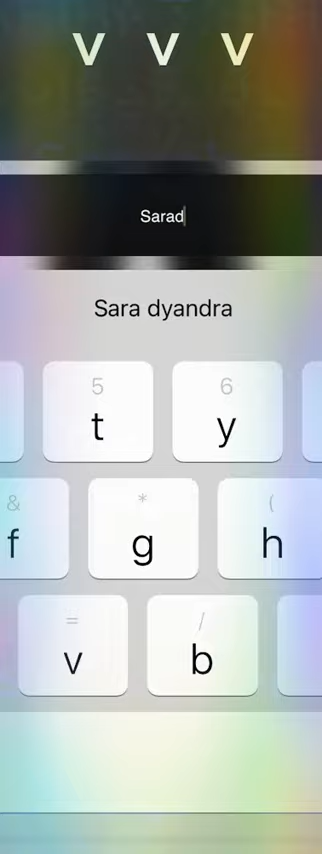 V V V
Sarad
Sara dyandra
5 6
t y
& * (
f g h
= /
v b